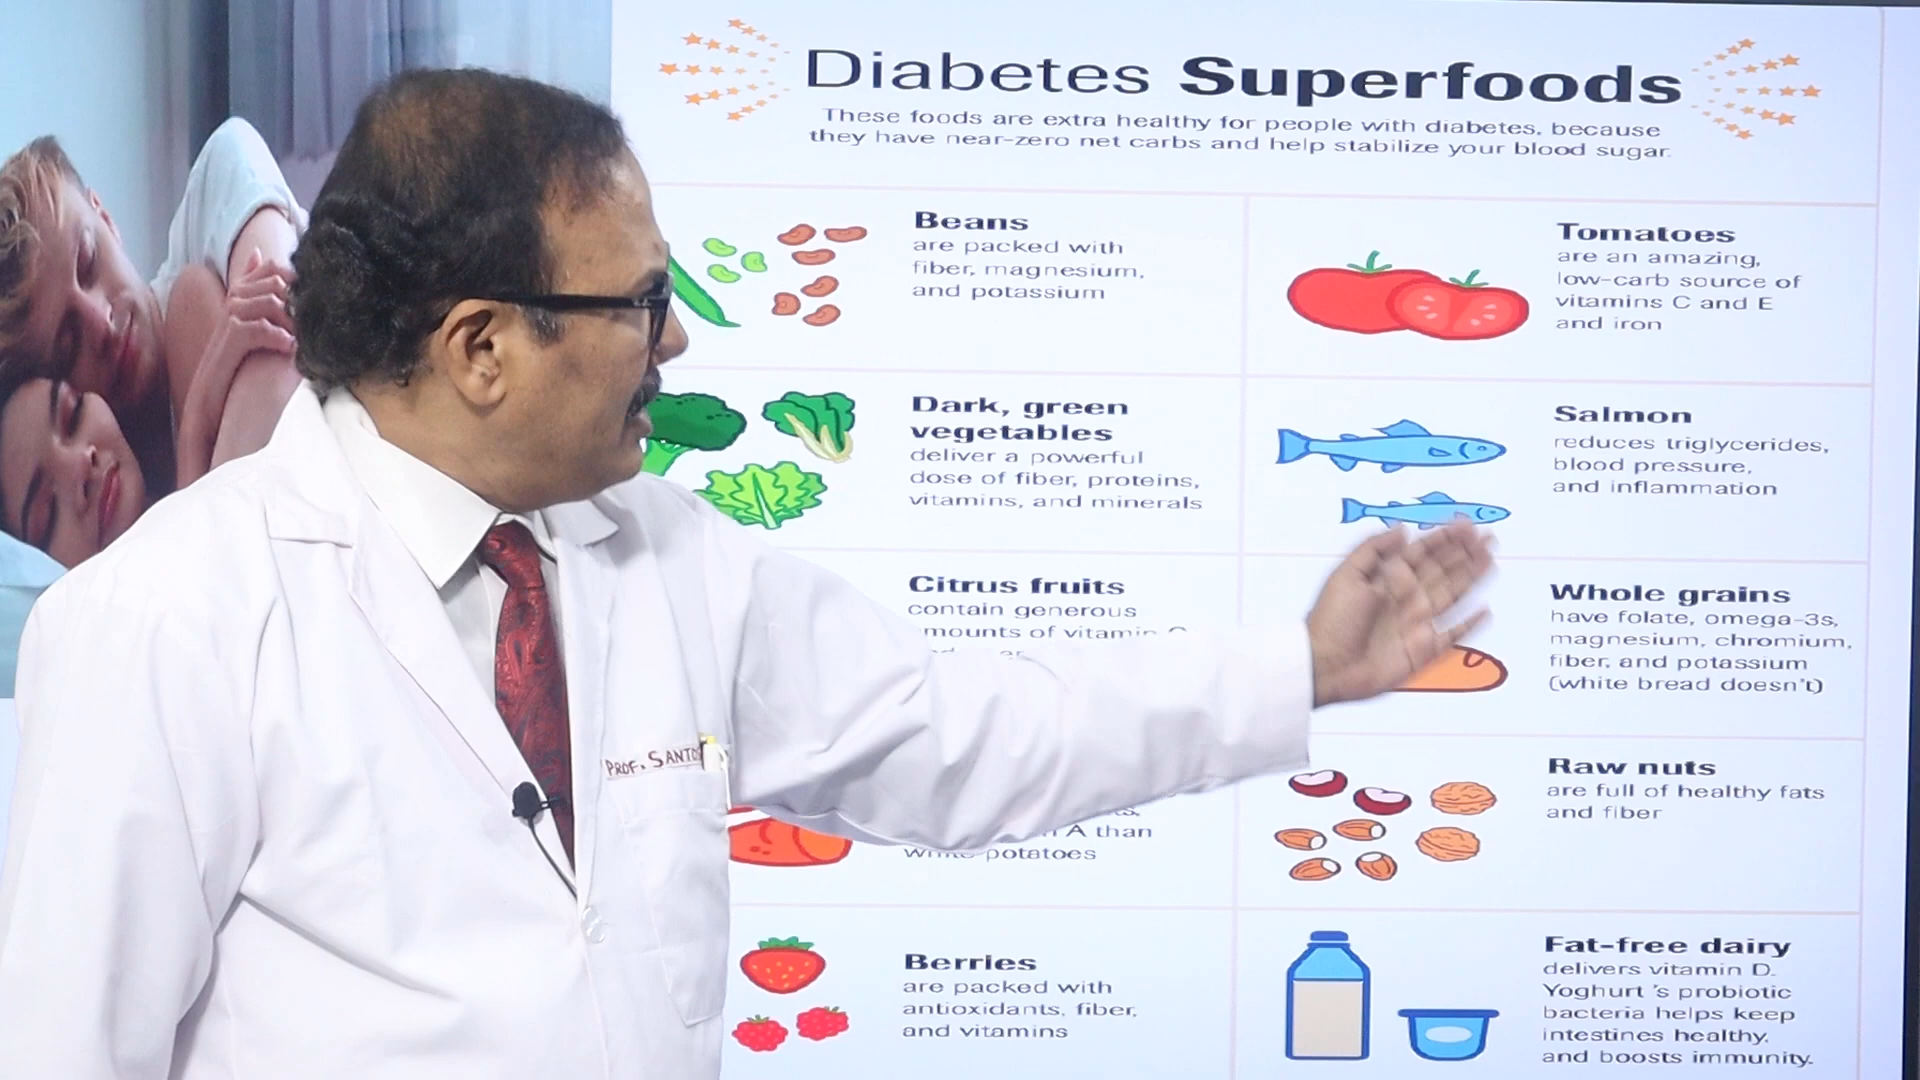 Diabetes Superfoods
These foods are extra healthy for people with diabetes, because
they have near-zero net carbs and help stabilize your blood sugar.
Beans
are packed with
fiber, magnesium,
and potassium
Tomatoes
are an amazing,
low-carb source of
vitamins C and E
and iron
Dark, green
vegetables
deliver a powerful
dose of fiber, proteins,
vitamins, and minerals
Salmon
reduces triglycerides,
blood pressure,
and inflammation
Citrus fruits
contain generous
of
Whole grains
have folate, omega-3s,
magnesium, chromium,
fiber, and potassium
(white bread doesn't)
A than
potatoes
Raw nuts
are full of healthy fats
and fiber
Berries
are packed with
antioxidants, fiber,
and vitamins
Fat-free dairy
delivers vitamin D.
Yoghurt 's probiotic
bacteria helps keep
intestines healthy,
and boosts immunity.
PROF.